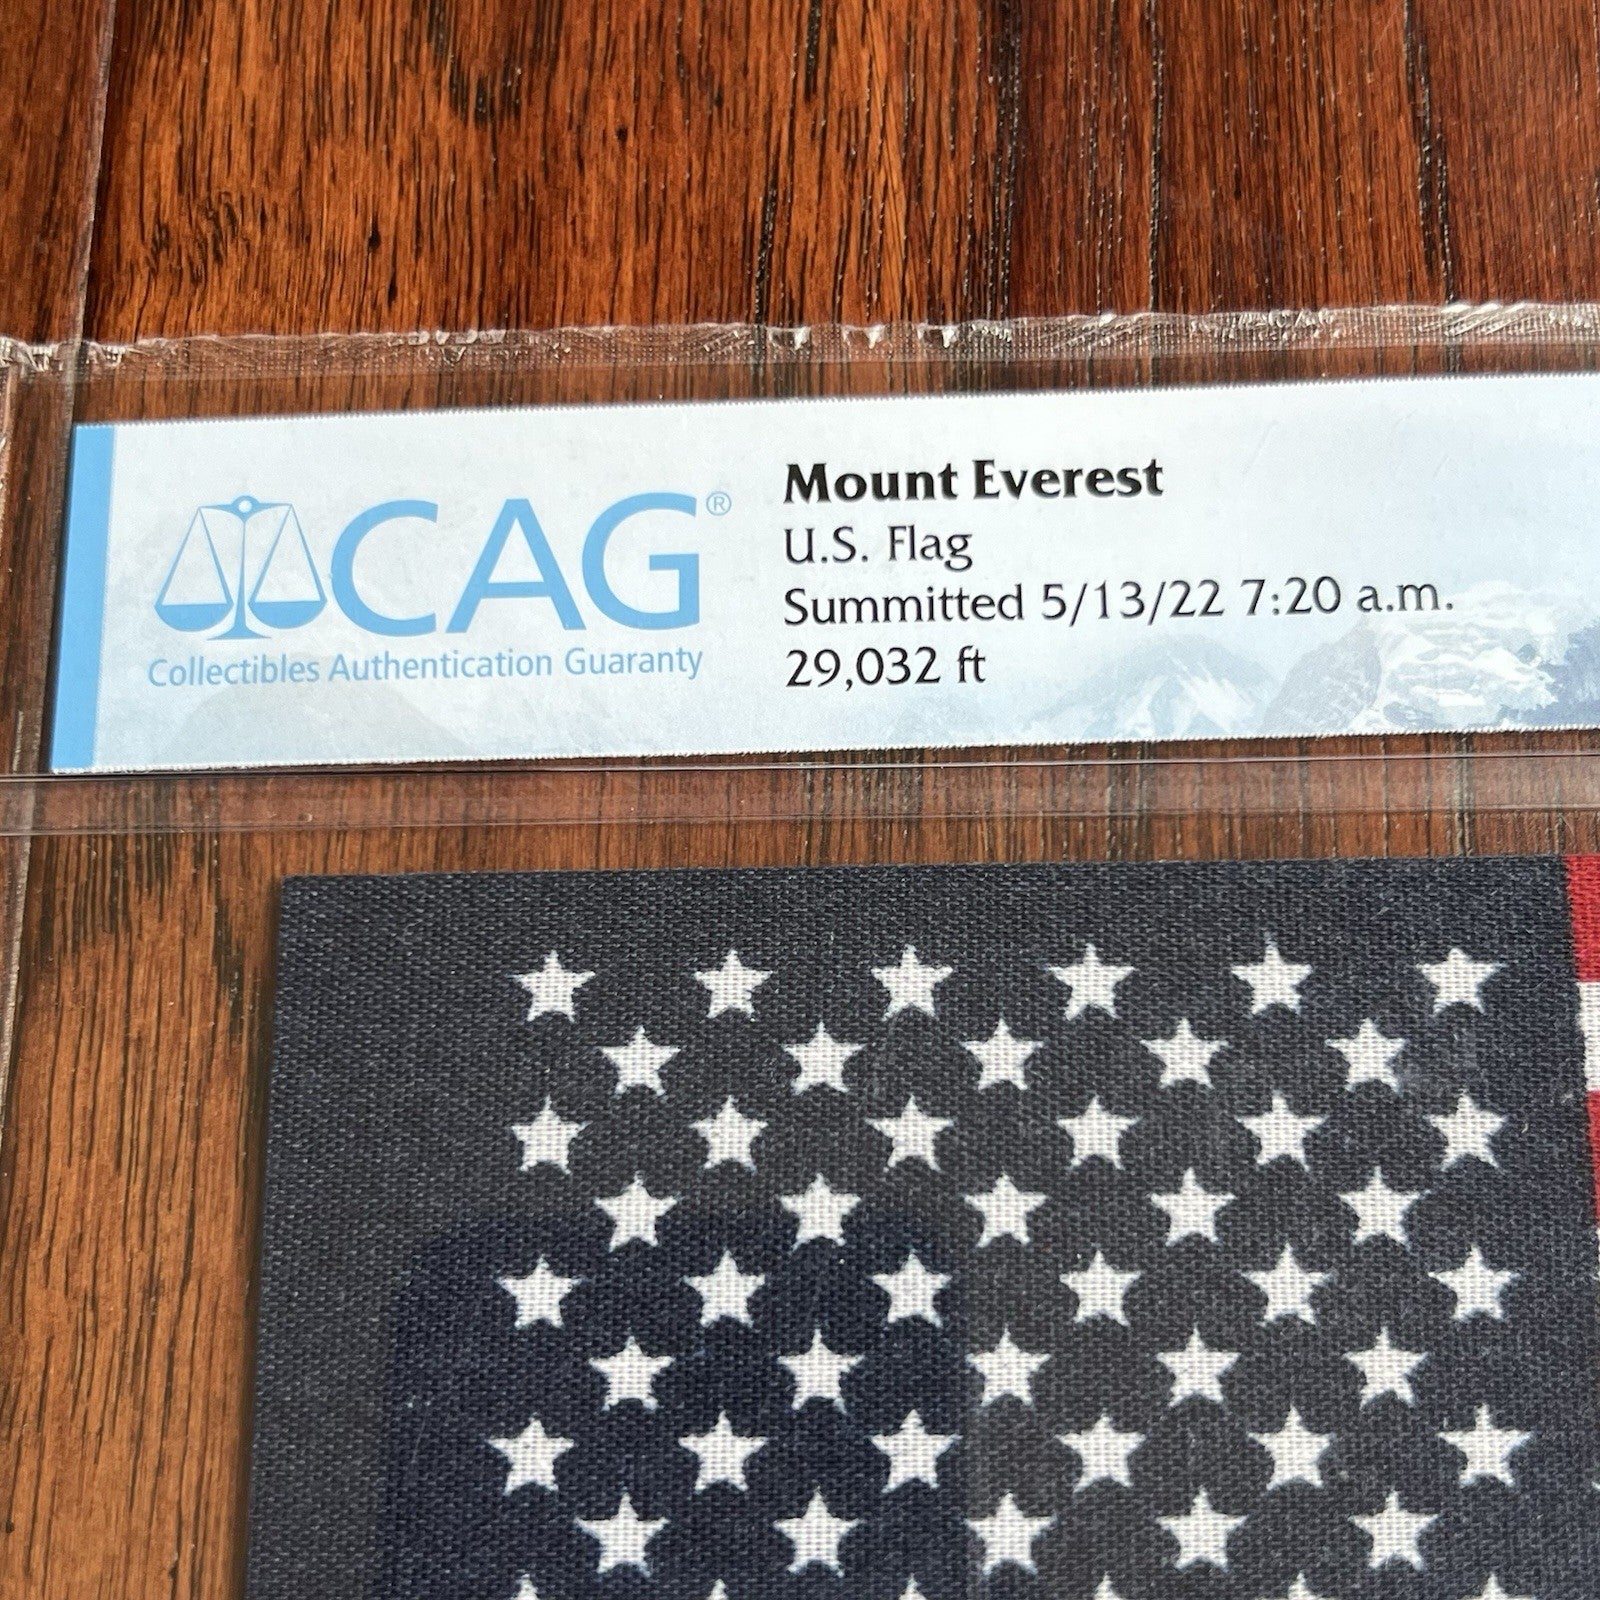 CAG®
Collectibles Authentication Guaranty
Mount Everest
U.S. Flag
Summitted 5/13/22 7:20 a.m.
29,032 ft